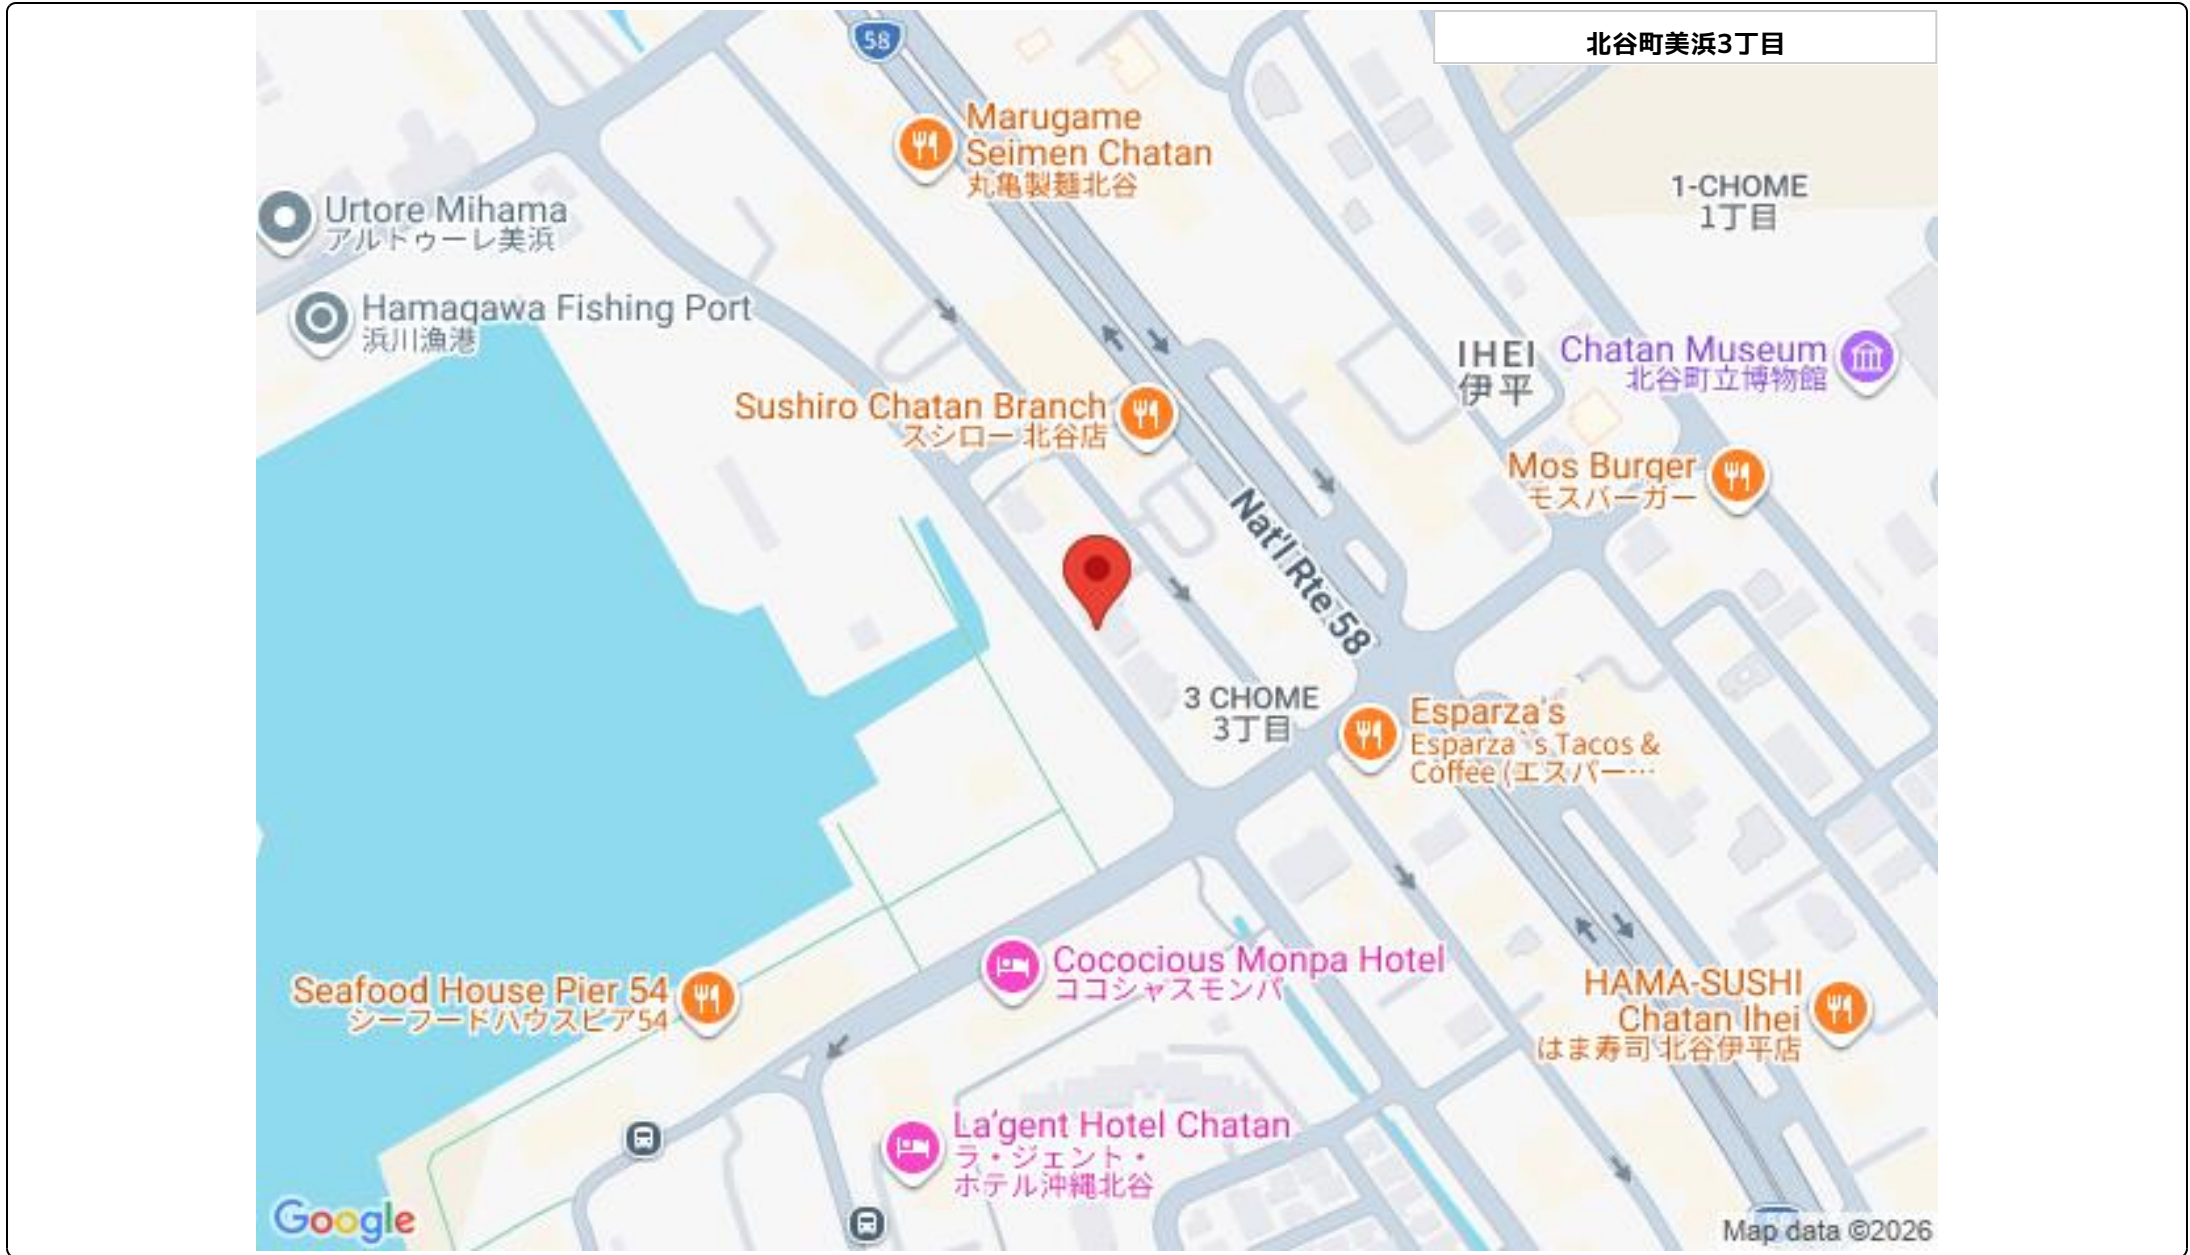 北谷町美浜3丁目
58
Marugame
Seimen Chatan
丸亀製麺北谷
1-CHOME
1丁目
Urtore Mihama
アルトゥーレ美浜
Hamagawa Fishing Port
浜川漁港
IHEI
伊平
Chatan Museum
北谷町立博物館
Sushiro Chatan Branch
スシロー 北谷店
Mos Burger
モスバーガー
Nat'l Rte 58
3 CHOME
3丁目
Esparza's
Esparza's Tacos &
Coffee (エスパー…
Cococious Monpa Hotel
ココシャスモンパ
Seafood House Pier 54
シーフードハウスピア54
HAMA-SUSHI
Chatan Ihei
はま寿司 北谷伊平店
La'gent Hotel Chatan
ラ・ジェント・
ホテル沖縄北谷
Google
Map data ©2026